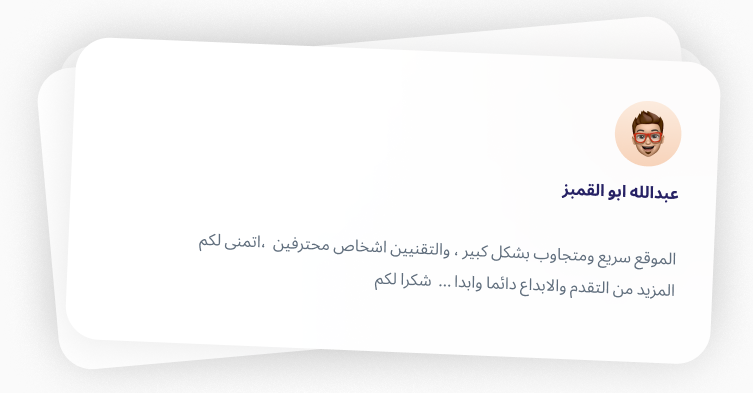 عبدالله ابو القمبز
الموقع سريع ومتجاوب بشكل كبير ، والتقنيين اشخاص محترفين ،اتمنى لكم
المزيد من التقدم والابداع دائما وابدا ... شكرا لكم